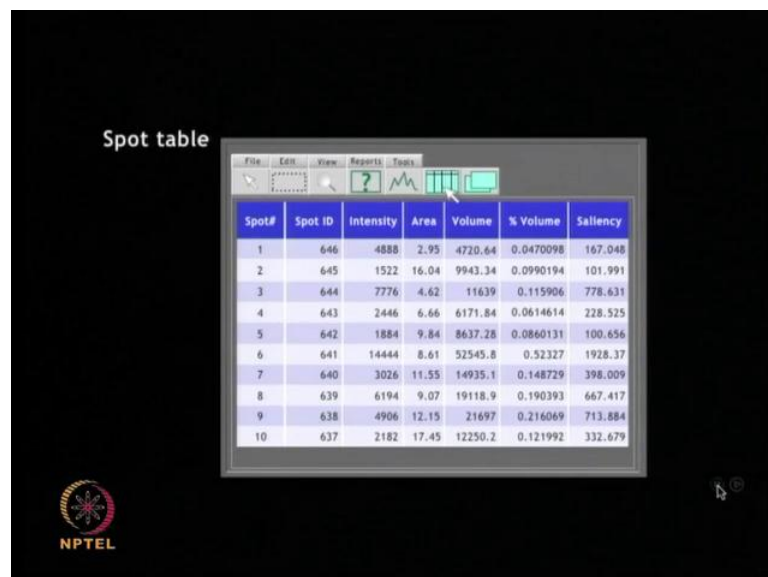 Spot table
File Edit View Reports Tools
?
Spot# Spot ID Intensity Area Volume % Volume Saliency
1 646 4888 2.95 4720.64 0.0470098 167.048
2 645 1522 16.04 9943.34 0.0990194 101.991
3 644 7776 4.62 11639 0.115906 778.631
4 643 2446 6.66 6171.84 0.0614614 228.525
5 642 1884 9.84 8637.28 0.0860131 100.656
6 641 14444 8.61 52545.8 0.52327 1928.37
7 640 3026 11.55 14935.1 0.148729 398.009
8 639 6194 9.07 19118.9 0.190393 667.417
9 638 4906 12.15 21697 0.216069 713.884
10 637 2182 17.45 12250.2 0.121992 332.679
NPTEL